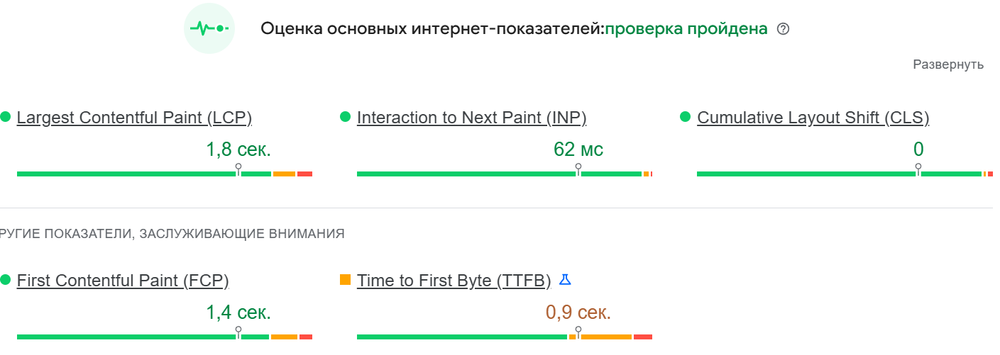 Оценка основных интернет-показателей:проверка пройдена
Развернуть
Largest Contentful Paint (LCP)
1,8 сек.
Interaction to Next Paint (INP)
62 мс
Cumulative Layout Shift (CLS)
0
РУГИЕ ПОКАЗАТЕЛИ, ЗАСЛУЖИВАЮЩИЕ ВНИМАНИЯ
First Contentful Paint (FCP)
1,4 сек.
Time to First Byte (TTFB)
0,9 сек.